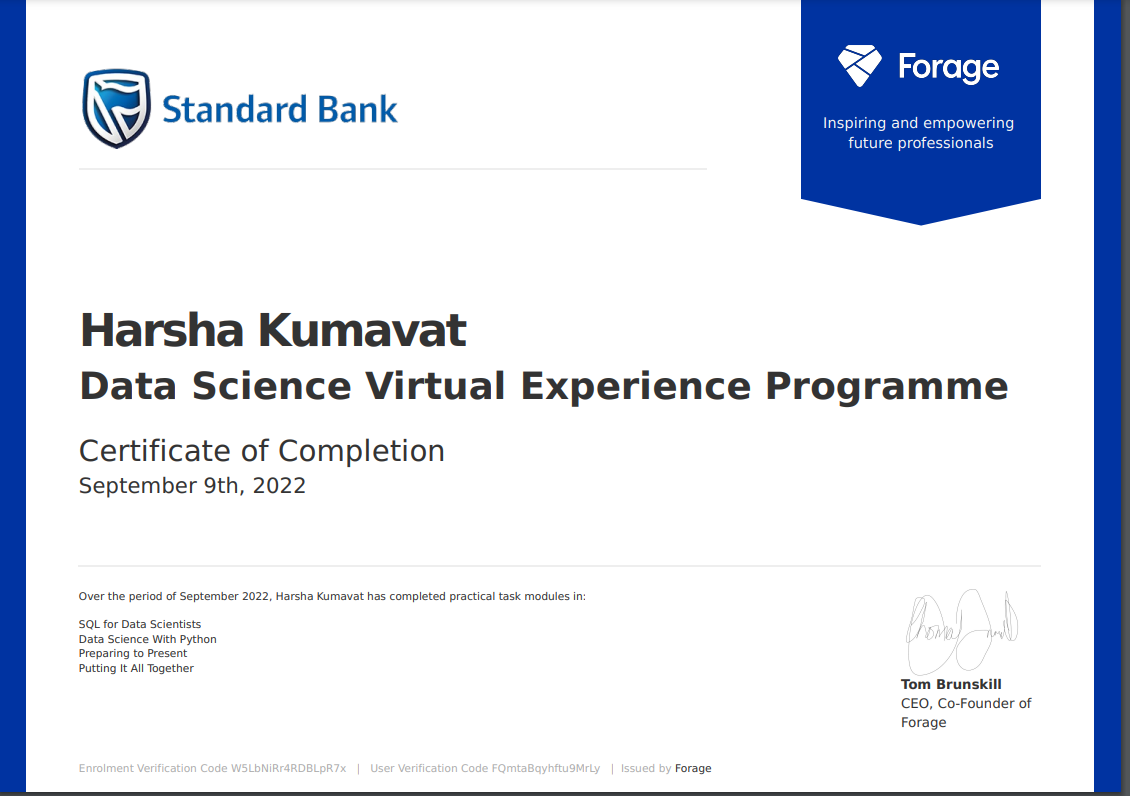 Standard Bank
Forage
Inspiring and empowering
future professionals
Harsha Kumavat
Data Science Virtual Experience Programme
Certificate of Completion
September 9th, 2022
Over the period of September 2022, Harsha Kumavat has completed practical task modules in:
SQL for Data Scientists
Data Science With Python
Preparing to Present
Putting It All Together
Tom Brunskill
CEO, Co-Founder of
Forage
Enrolment Verification Code W5LbNiRr4RDBLpR7x | User Verification Code FQmtaBqyhftu9MrLy | Issued by Forage